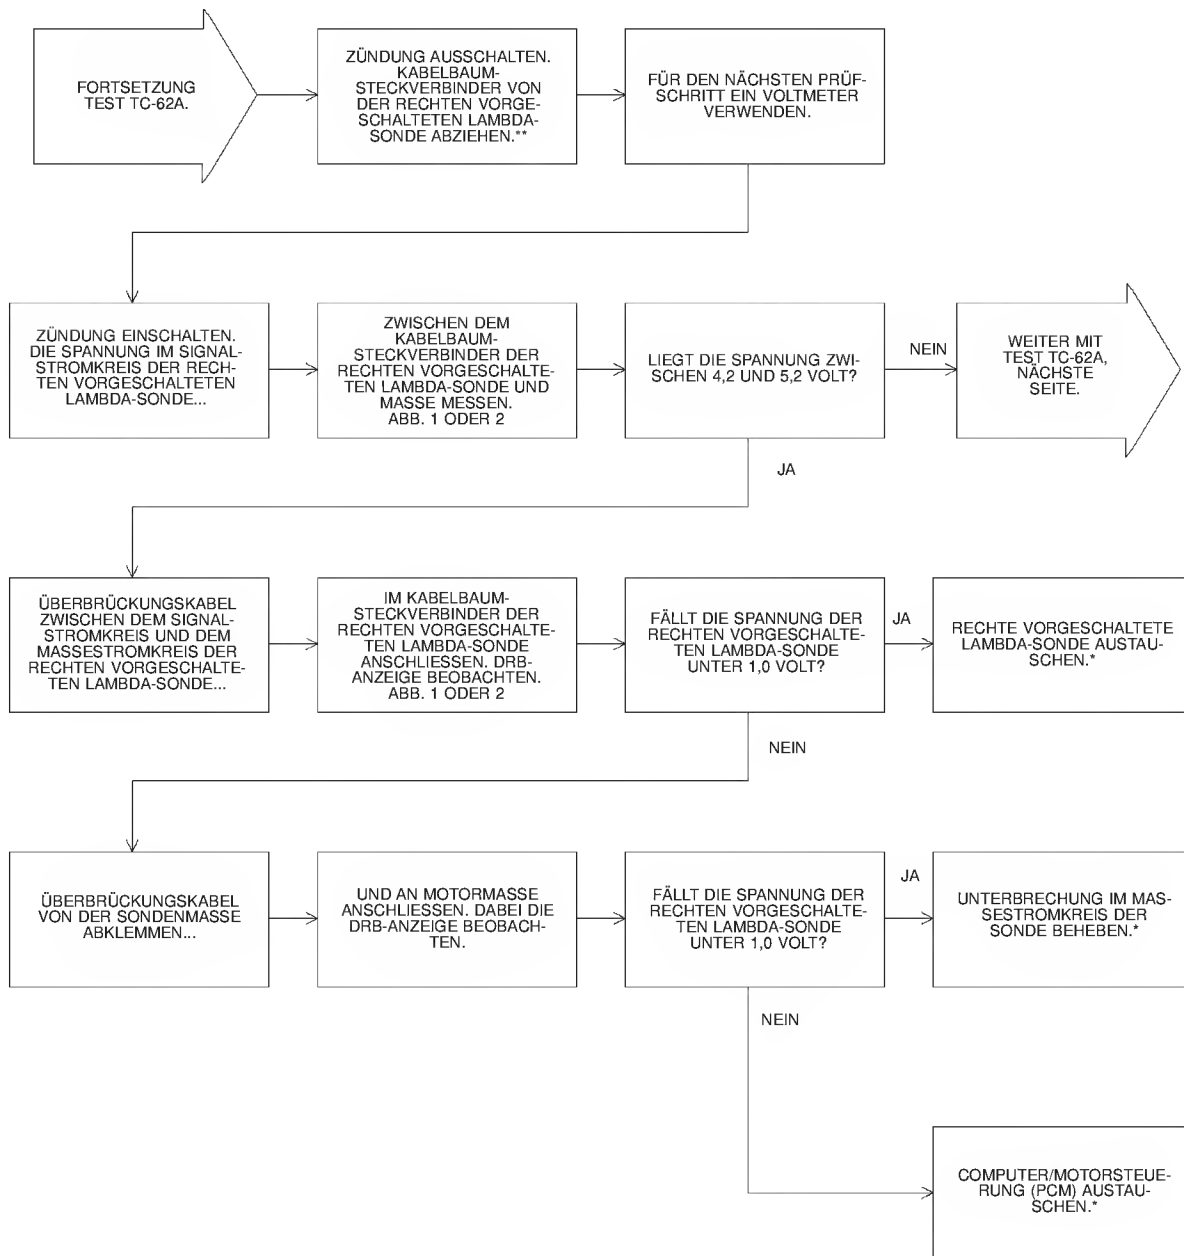 FORTSETZUNG
TEST TC-62A.
ZÜNDUNG AUSSCHALTEN.
KABELBAUM-
STECKVERBINDER VON
DER RECHTEN VORGE-
SCHALTETEN LAMBDA-
SONDE ABZIEHEN.**
FÜR DEN NÄCHSTEN PRÜF-
SCHRITT EIN VOLTMETER
VERWENDEN.
ZÜNDUNG EINSCHALTEN.
DIE SPANNUNG IM SIGNAL-
STROMKREIS DER RECH-
TEN VORGESCHALTETEN
LAMBDA-SONDE...
ZWISCHEN DEM
KABELBAUM-
STECKVERBINDER DER
RECHTEN VORGESCHALTE-
TEN LAMBDA-SONDE UND
MASSE MESSEN.
ABB. 1 ODER 2
LIEGT DIE SPANNUNG ZWI-
SCHEN 4,2 UND 5,2 VOLT?
NEIN
WEITER MIT
TEST TC-62A,
NÄCHSTE
SEITE.
JA
ÜBERBRÜCKUNGSKABEL
ZWISCHEN DEM SIGNAL-
STROMKREIS UND DEM
MASSESTROMKREIS DER
RECHTEN VORGESCHALTE-
TEN LAMBDA-SONDE...
IM KABELBAUM-
STECKVERBINDER DER
RECHTEN VORGESCHALTE-
TEN LAMBDA-SONDE
ANSCHLIESSEN. DRB-
ANZEIGE BEOBACHTEN.
ABB. 1 ODER 2
FÄLLT DIE SPANNUNG DER
RECHTEN VORGESCHALTE-
TEN LAMBDA-SONDE
UNTER 1,0 VOLT?
JA
RECHTE VORGESCHALTETE
LAMBDA-SONDE AUSTAU-
SCHEN.*
NEIN
ÜBERBRÜCKUNGSKABEL
VON DER SONDENMASSE
ABKLEMMEN...
UND AN MOTORMASSE
ANSCHLIESSEN. DABEI DIE
DRB-ANZEIGE BEOBACH-
TEN.
FÄLLT DIE SPANNUNG DER
RECHTEN VORGESCHALTE-
TEN LAMBDA-SONDE
UNTER 1,0 VOLT?
JA
UNTERBRECHUNG IM MAS-
SESTROMKREIS DER
SONDE BEHEBEN.*
NEIN
COMPUTER/MOTORSTEUE-
RUNG (PCM) AUSTAU-
SCHEN.*